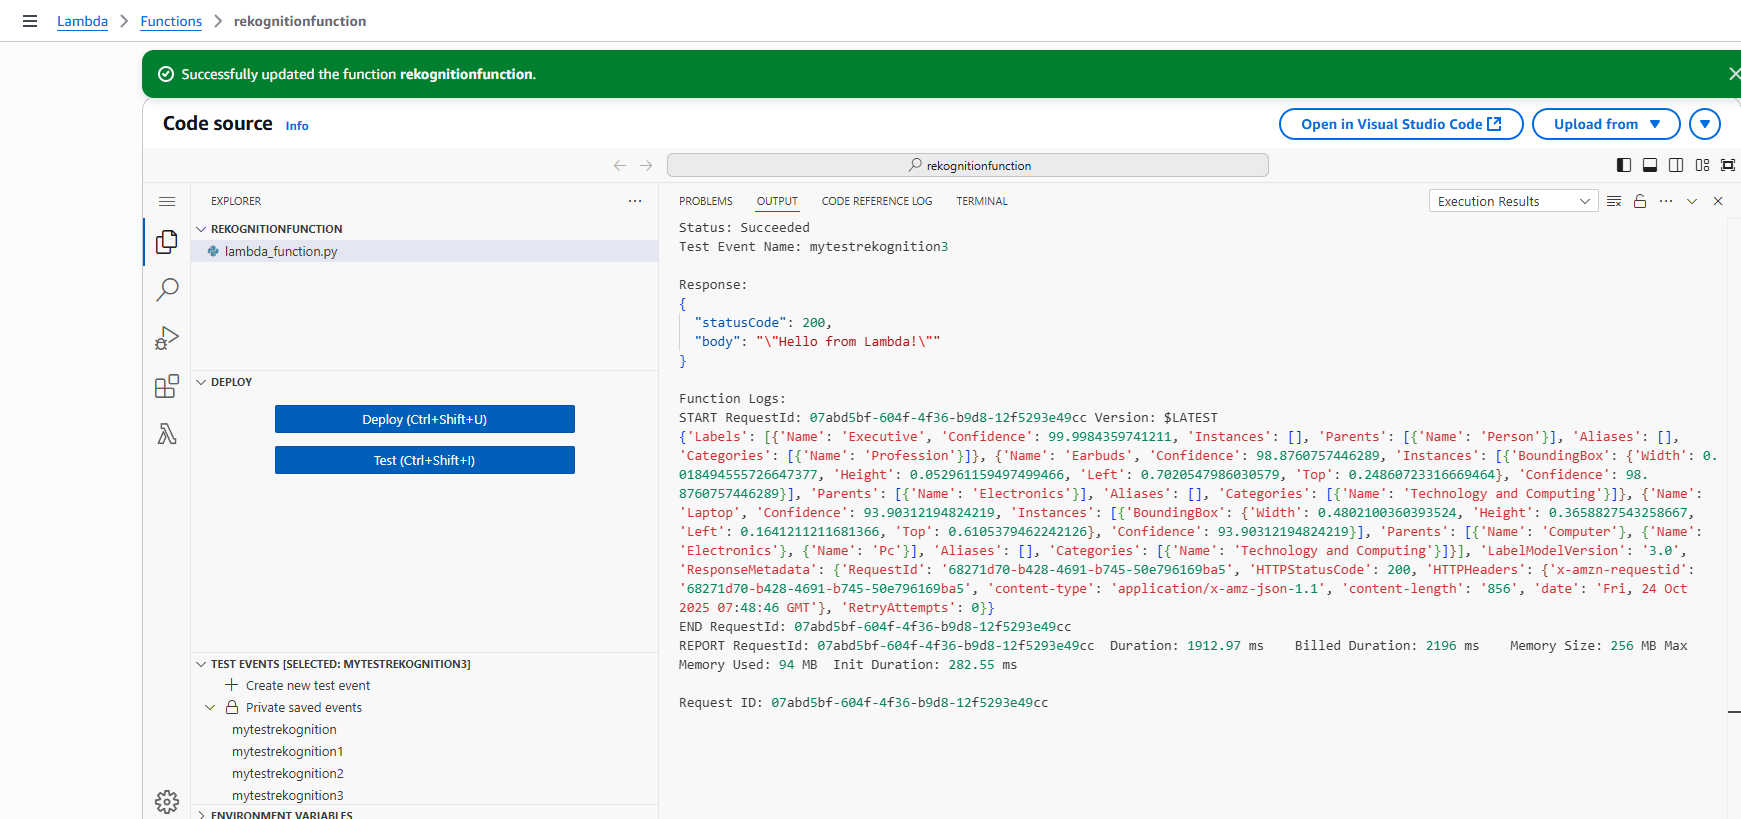 Lambda > Functions > rekognitionfunction
Successfully updated the function rekognitionfunction.
Code source Info
Open in Visual Studio Code Upload from
rekognitionfunction
EXPLORER
REKOGNITIONFUNCTION
lambda_function.py
DEPLOY
Deploy (Ctrl+Shift+U)
Test (Ctrl+Shift+I)
TEST EVENTS [SELECTED: MYTESTREKOGNITION3]
Create new test event
Private saved events
mytestrekognition
mytestrekognition1
mytestrekognition2
mytestrekognition3
ENVIRONMENT VARIABLES
PROBLEMS OUTPUT CODE REFERENCE LOG TERMINAL
Execution Results
Status: Succeeded
Test Event Name: mytestrekognition3
Response:
{
"statusCode": 200,
"body": "\"Hello from Lambda!\""
}
Function Logs:
START RequestId: 07abd5bf-604f-4f36-b9d8-12f5293e49cc Version: $LATEST
{'Labels': [{'Name': 'Executive', 'Confidence': 99.9984359741211, 'Instances': [], 'Parents': [{'Name': 'Person'}], 'Aliases': [],
'Categories': [{'Name': 'Profession'}]}, {'Name': 'Earbuds', 'Confidence': 98.8760757446289, 'Instances': [{'BoundingBox': {'Width': 0.
018494555726647377, 'Height': 0.052961159497499466, 'Left': 0.7020547986030579, 'Top': 0.24860723316669464}, 'Confidence': 98.
8760757446289}], 'Parents': [{'Name': 'Electronics'}], 'Aliases': [], 'Categories': [{'Name': 'Technology and Computing'}]}, {'Name':
'Laptop', 'Confidence': 93.90312194824219, 'Instances': [{'BoundingBox': {'Width': 0.4802100360393524, 'Height': 0.3658827543258667,
'Left': 0.1641211211681366, 'Top': 0.6105379462242126}, 'Confidence': 93.90312194824219}], 'Parents': [{'Name': 'Computer'}, {'Name':
'Electronics'}, {'Name': 'Pc'}], 'Aliases': [], 'Categories': [{'Name': 'Technology and Computing'}]}], 'LabelModelVersion': '3.0',
'ResponseMetadata': {'RequestId': '68271d70-b428-4691-b745-50e796169ba5', 'HTTPStatusCode': 200, 'HTTPHeaders': {'x-amzn-requestid':
'68271d70-b428-4691-b745-50e796169ba5', 'content-type': 'application/x-amz-json-1.1', 'content-length': '856', 'date': 'Fri, 24 Oct
2025 07:48:46 GMT'}, 'RetryAttempts': 0}}
END RequestId: 07abd5bf-604f-4f36-b9d8-12f5293e49cc
REPORT RequestId: 07abd5bf-604f-4f36-b9d8-12f5293e49cc Duration: 1912.97 ms Billed Duration: 2196 ms Memory Size: 256 MB Max
Memory Used: 94 MB Init Duration: 282.55 ms
Request ID: 07abd5bf-604f-4f36-b9d8-12f5293e49cc